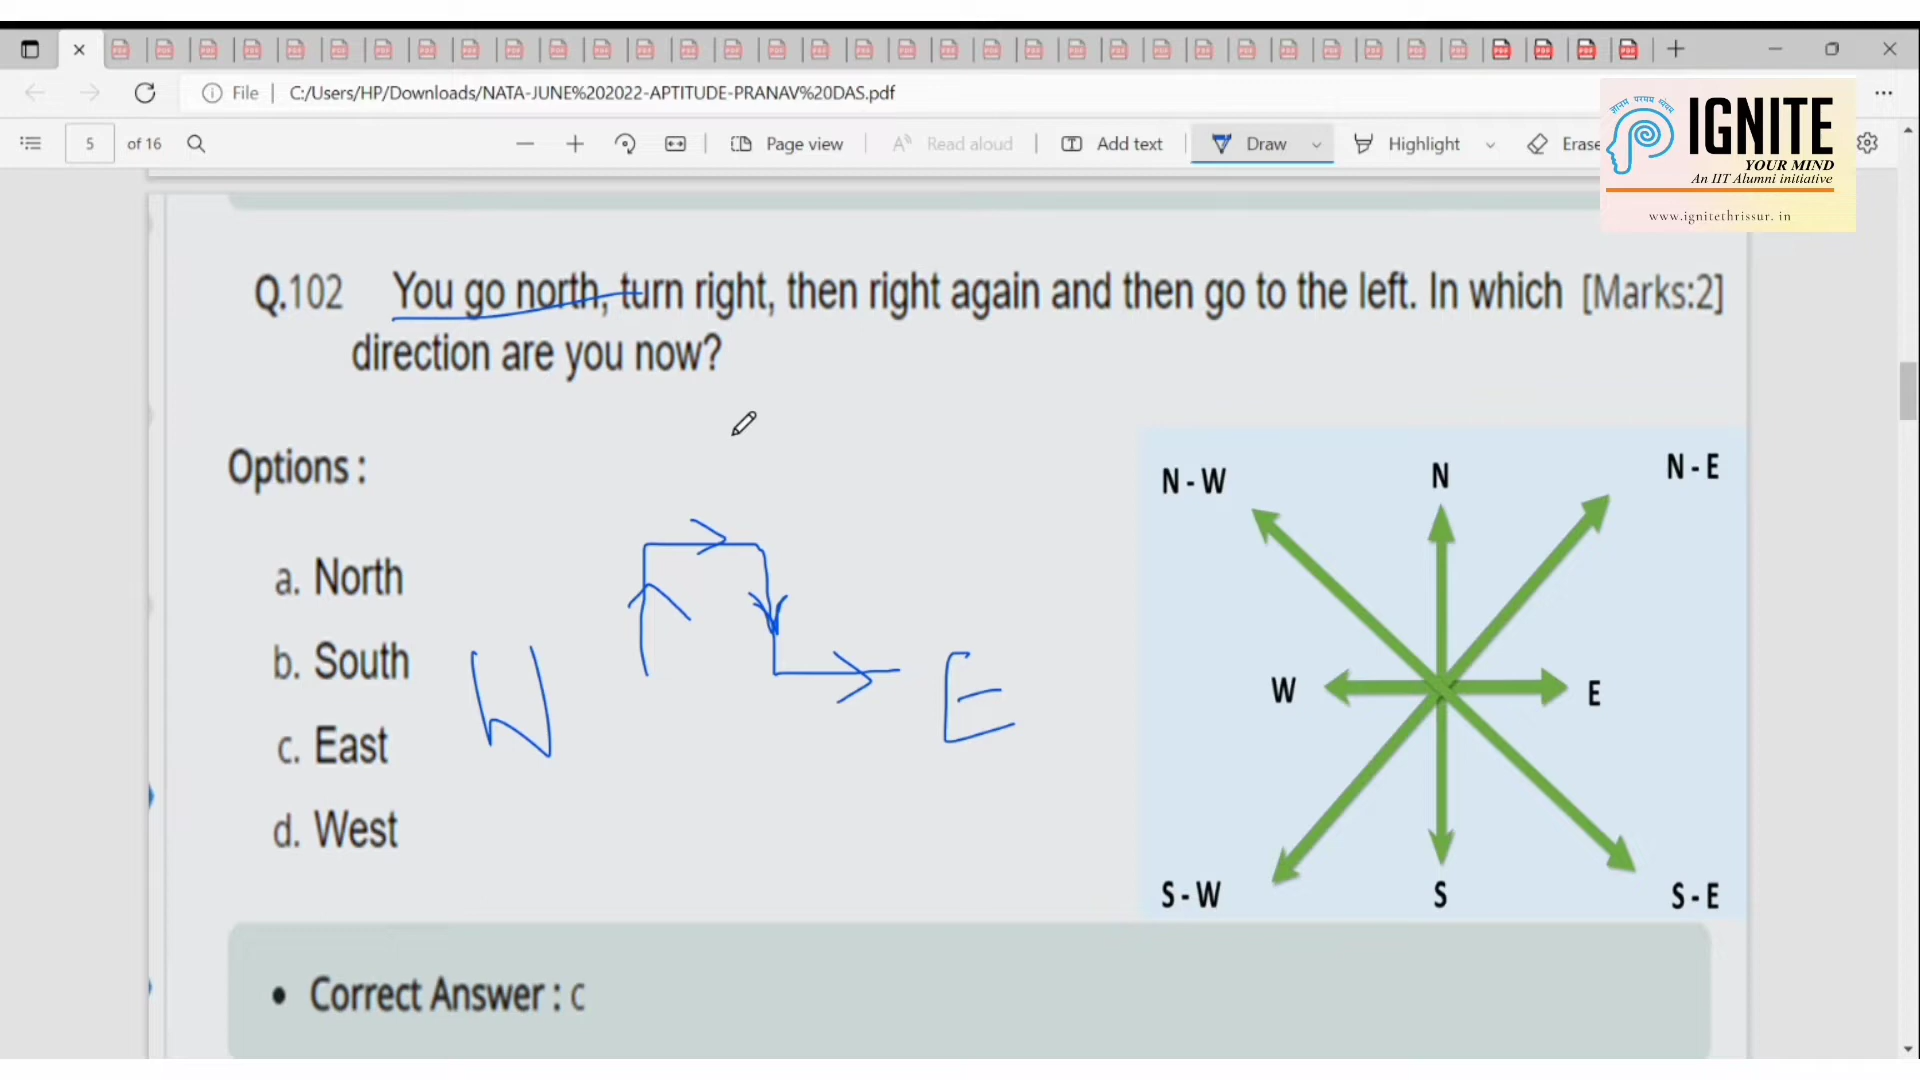 File C:/Users/HP/Downloads/NATA-JUNE%202022-APTITUDE-PRANAV%20DAS.pdf
5 of 16 Page view Read aloud Add text Draw Highlight Erase
ज्ञानम परमम ध्येयम
IGNITE
YOUR MIND
An IIT Alumni initiative
www.ignitethrissur. in
Q.102 You go north, turn right, then right again and then go to the left. In which [Marks:2]
direction are you now?
Options :
a. North
b. South
c. East
d. West
W E
N - W N N - E
W E
S - W S S - E
• Correct Answer : c